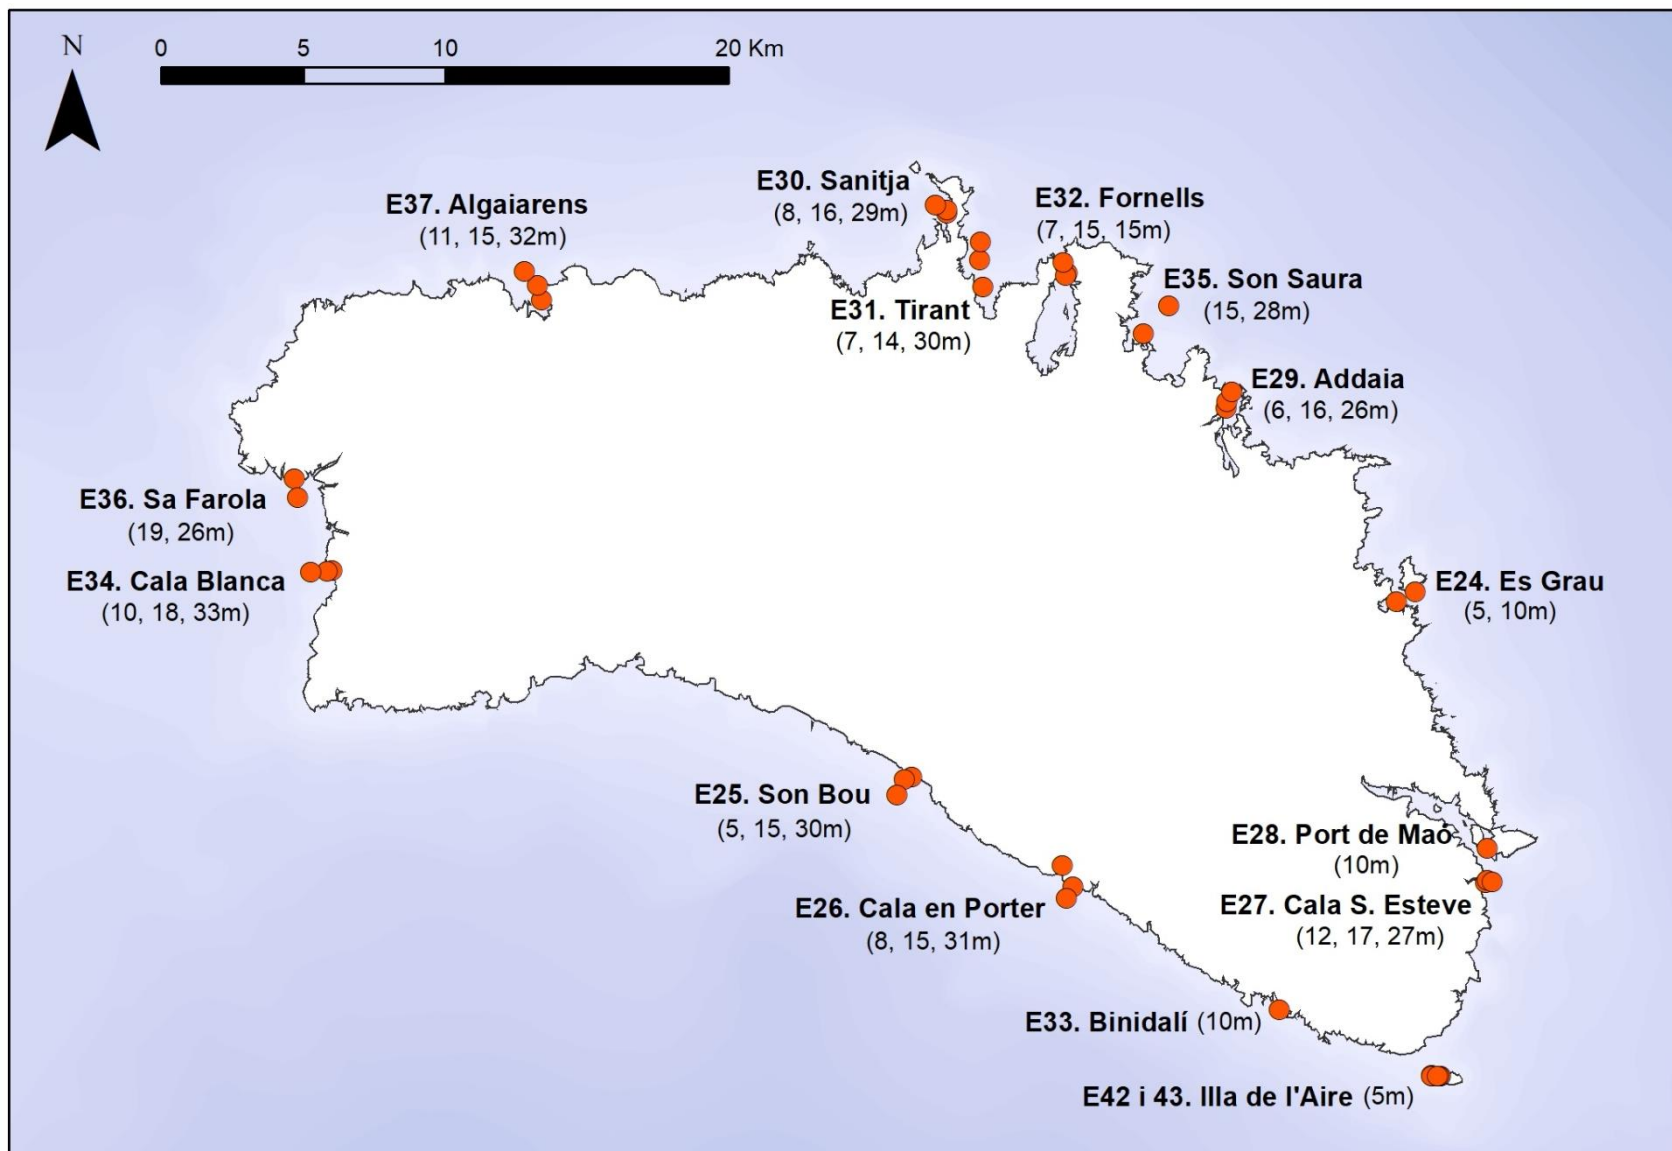 N
0 5 10 20 Km
E30. Sanitja
(8, 16, 29m)
E32. Fornells
(7, 15, 15m)
E37. Algaiarens
(11, 15, 32m)
E35. Son Saura
(15, 28m)
E31. Tirant
(7, 14, 30m)
E29. Addaia
(6, 16, 26m)
E36. Sa Farola
(19, 26m)
E34. Cala Blanca
(10, 18, 33m)
E24. Es Grau
(5, 10m)
E25. Son Bou
(5, 15, 30m)
E28. Port de Maó
(10m)
E26. Cala en Porter
(8, 15, 31m)
E27. Cala S. Esteve
(12, 17, 27m)
E33. Binidalí (10m)
E42 i 43. Illa de l'Aire (5m)